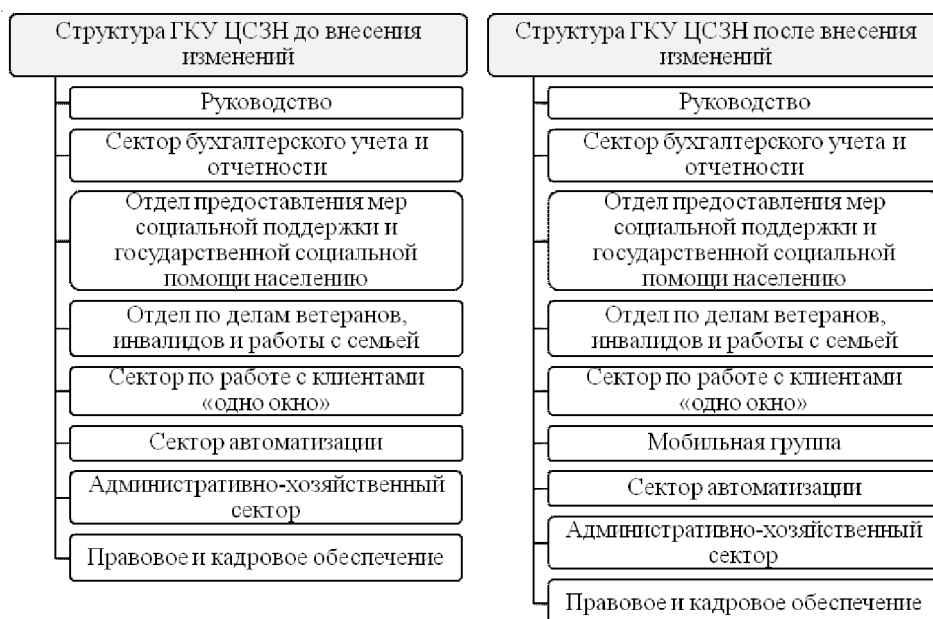 Структура ГКУ ЦСЗН до внесения
изменений
Руководство
Сектор бухгалтерского учета и
отчетности
Отдел предоставления мер
социальной поддержки и
государственной социальной
помощи населению
Отдел по делам ветеранов,
инвалидов и работы с семьей
Сектор по работе с клиентами
«одно окно»
Сектор автоматизации
Административно-хозяйственный
сектор
Правовое и кадровое обеспечение
Структура ГКУ ЦСЗН после внесения
изменений
Руководство
Сектор бухгалтерского учета и
отчетности
Отдел предоставления мер
социальной поддержки и
государственной социальной
помощи населению
Отдел по делам ветеранов,
инвалидов и работы с семьей
Сектор по работе с клиентами
«одно окно»
Мобильная группа
Сектор автоматизации
Административно-хозяйственный
сектор
Правовое и кадровое обеспечение